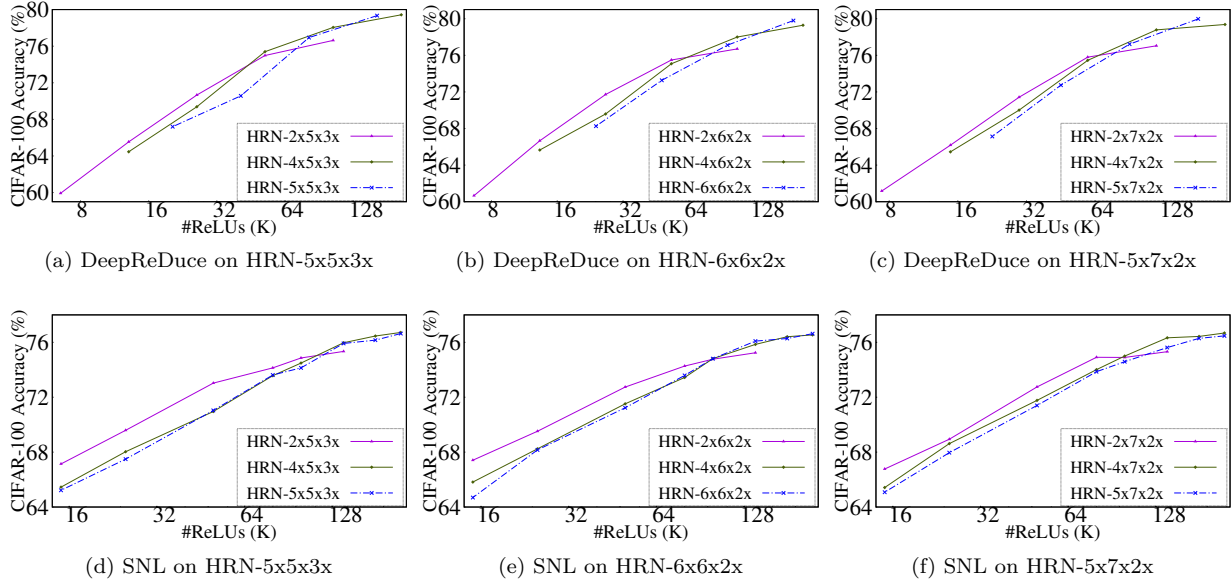 CIFAR-100 Accuracy (%)
80
76
72
68
64
60
HRN-2x5x3x
HRN-4x5x3x
HRN-5x5x3x
8 16 32 64 128
#ReLUs (K)
(a) DeepReDuce on HRN-5x5x3x
CIFAR-100 Accuracy (%)
80
76
72
68
64
60
HRN-2x6x2x
HRN-4x6x2x
HRN-6x6x2x
8 16 32 64 128
#ReLUs (K)
(b) DeepReDuce on HRN-6x6x2x
CIFAR-100 Accuracy (%)
80
76
72
68
64
60
HRN-2x7x2x
HRN-4x7x2x
HRN-5x7x2x
8 16 32 64 128
#ReLUs (K)
(c) DeepReDuce on HRN-5x7x2x
CIFAR-100 Accuracy (%)
76
72
68
64
HRN-2x5x3x
HRN-4x5x3x
HRN-5x5x3x
16 32 64 128
#ReLUs (K)
(d) SNL on HRN-5x5x3x
CIFAR-100 Accuracy (%)
76
72
68
64
HRN-2x6x2x
HRN-4x6x2x
HRN-6x6x2x
16 32 64 128
#ReLUs (K)
(e) SNL on HRN-6x6x2x
CIFAR-100 Accuracy (%)
76
72
68
64
HRN-2x7x2x
HRN-4x7x2x
HRN-5x7x2x
16 32 64 128
#ReLUs (K)
(f) SNL on HRN-5x7x2x